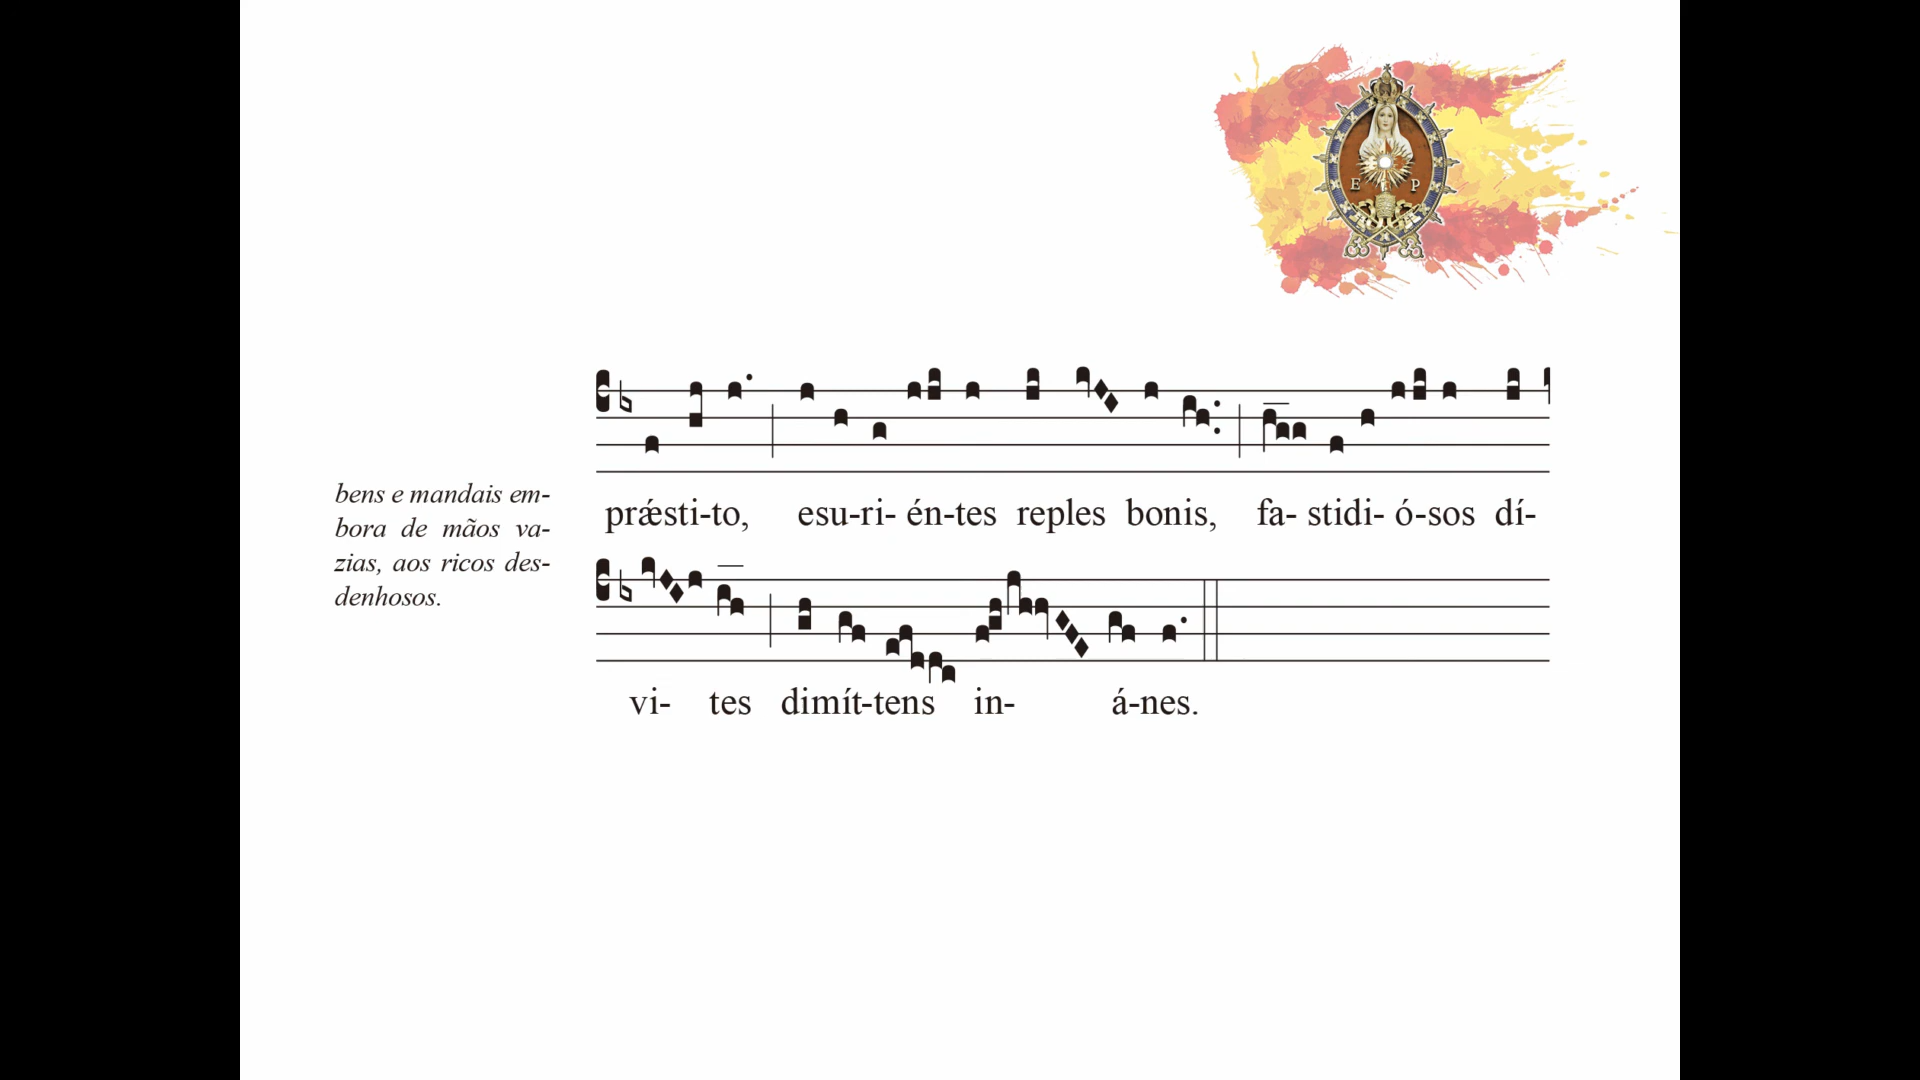 E P
prǽsti-to, esu-ri- én-tes reples bonis, fa- stidi- ó-sos dí-
bens e mandais em-
bora de mãos va-
zias, aos ricos des-
denhosos.
vi- tes dimít-tens in- á-nes.